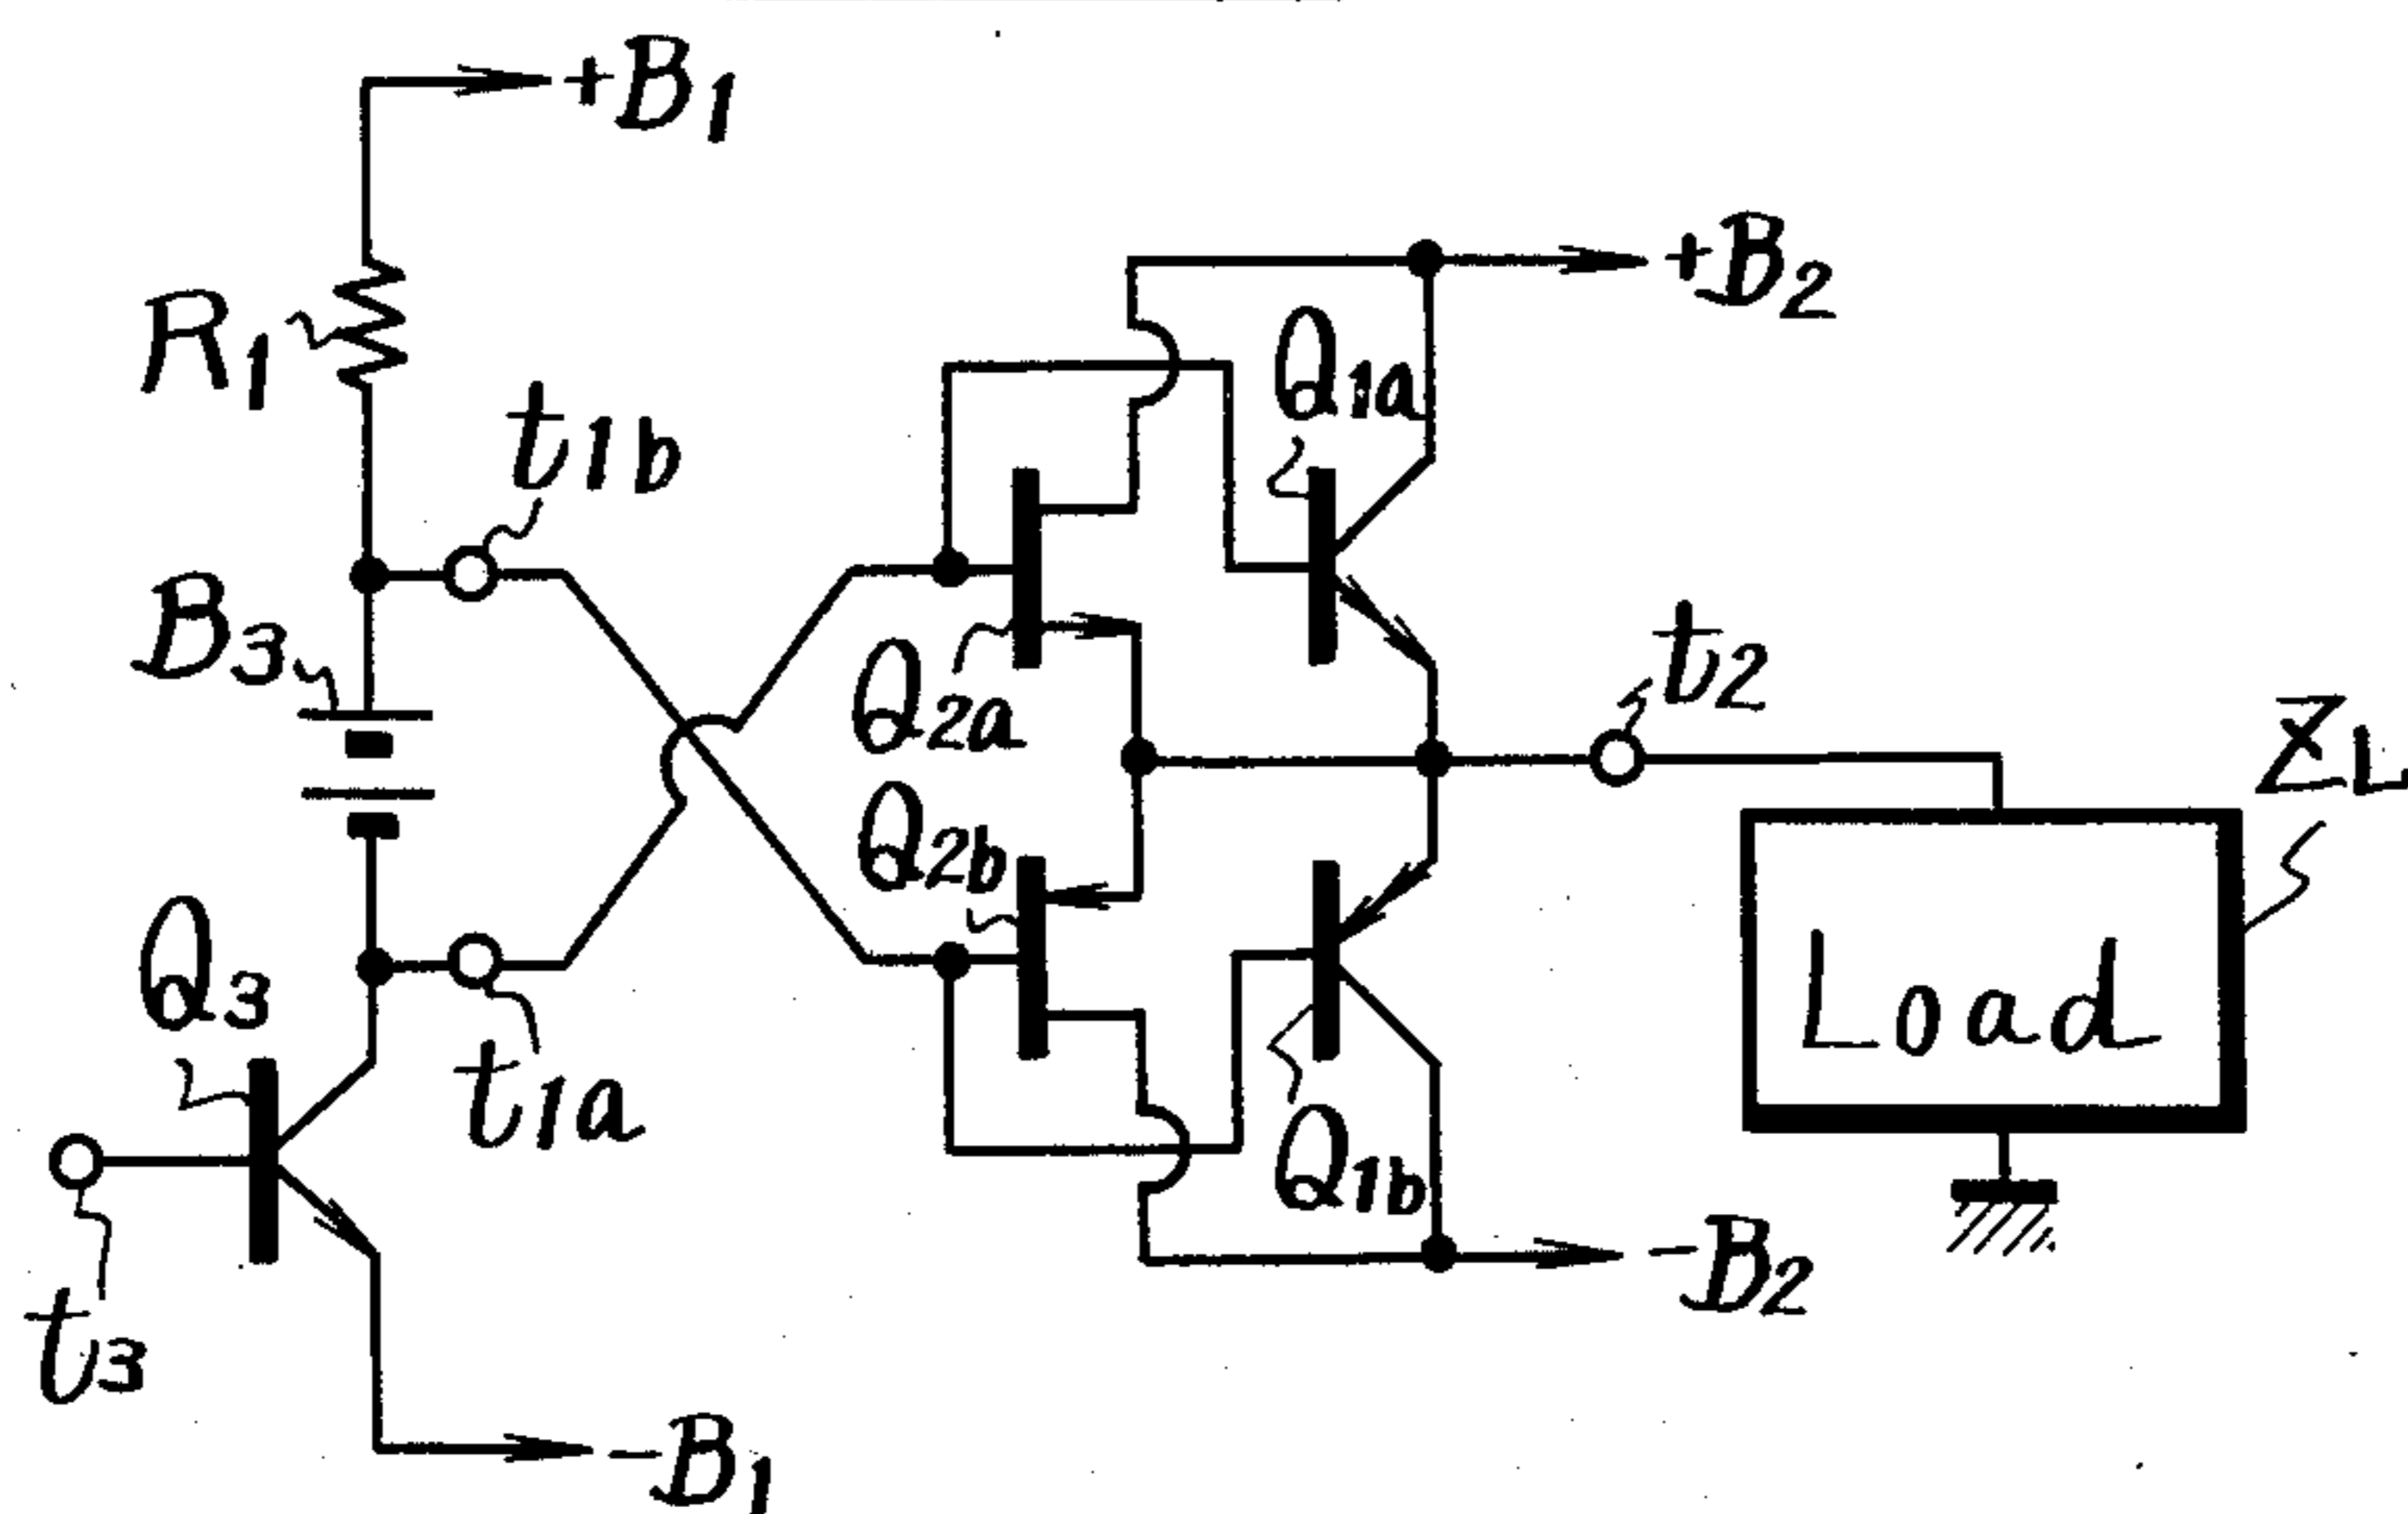 +B1
+B2
R1
Q1a
t1b
B3
t2
Q2a
ZL
Q2b
Q3
Load
t1a
Q1b
-B2
t3
-B1